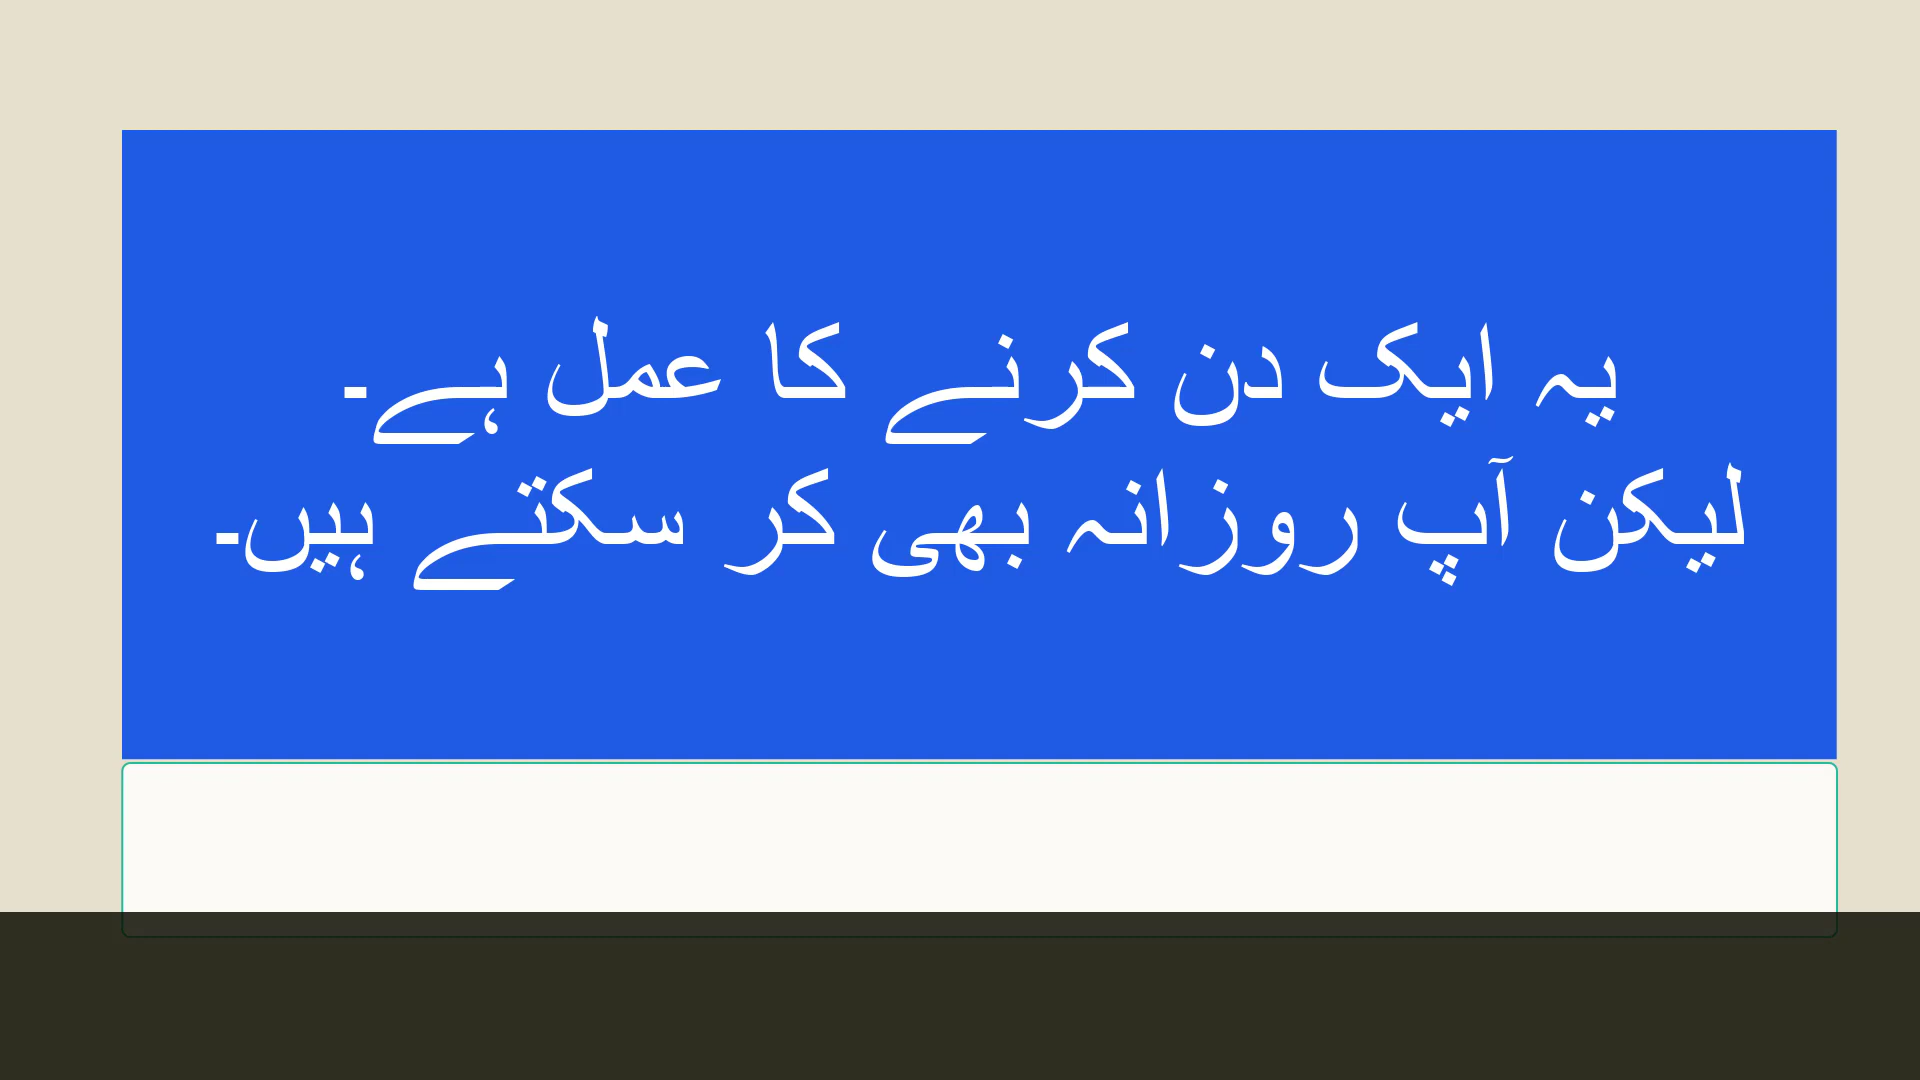 یہ ایک دن کرنے کا عمل ہے۔
لیکن آپ روزانہ بھی کر سکتے ہیں۔